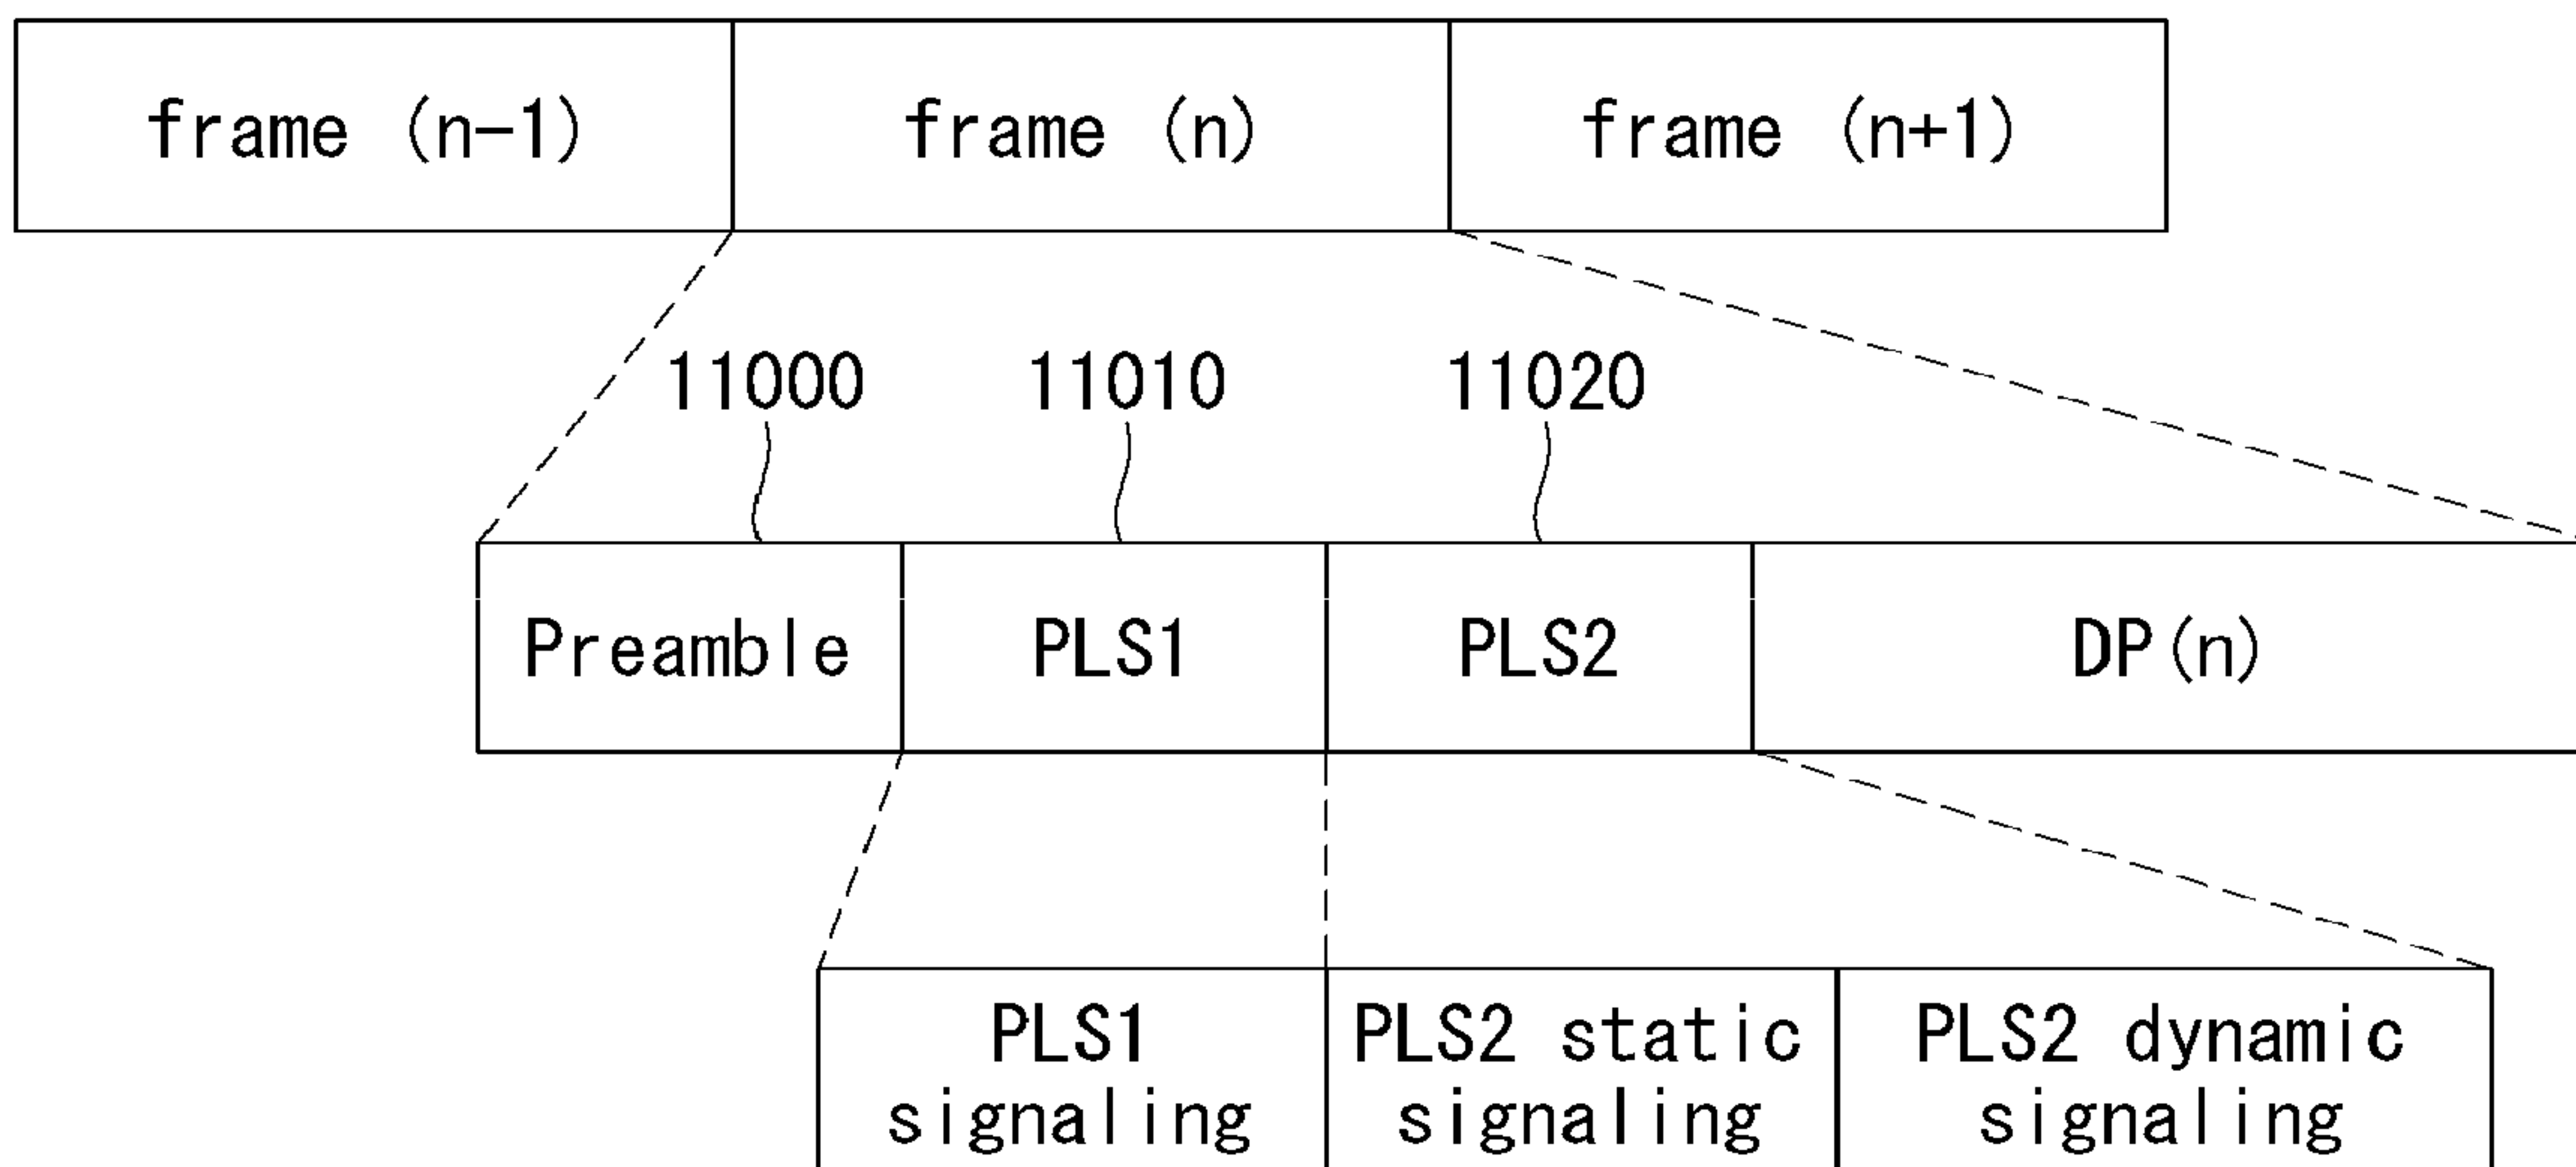 frame (n-1) frame (n) frame (n+1)
11000 11010 11020
Preamble PLS1 PLS2 DP(n)
PLS1 signaling
PLS2 static signaling
PLS2 dynamic signaling